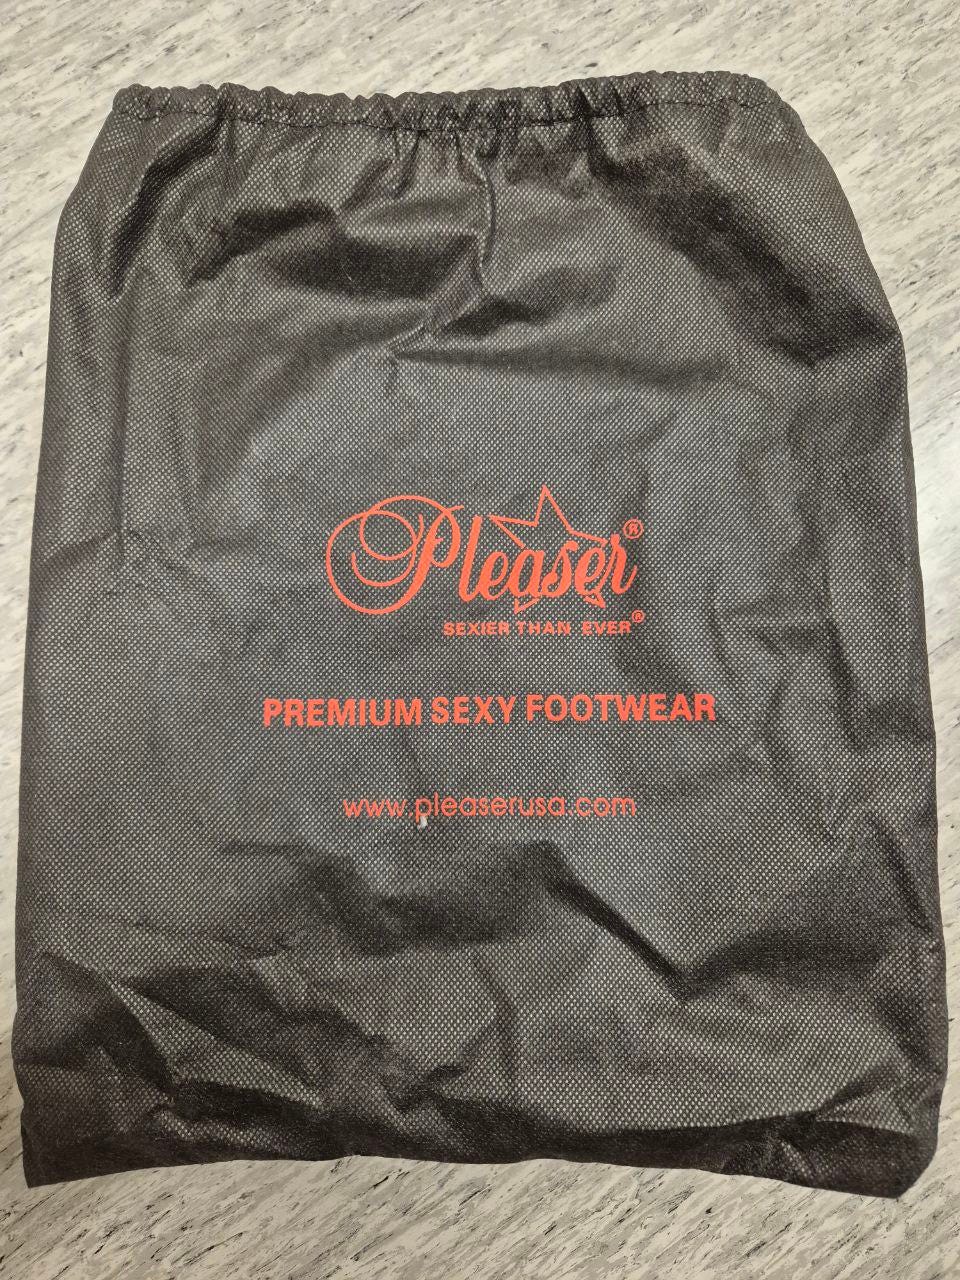 Pleaser®
SEXIER THAN EVER®
PREMIUM SEXY FOOTWEAR
www.pleaserusa.com